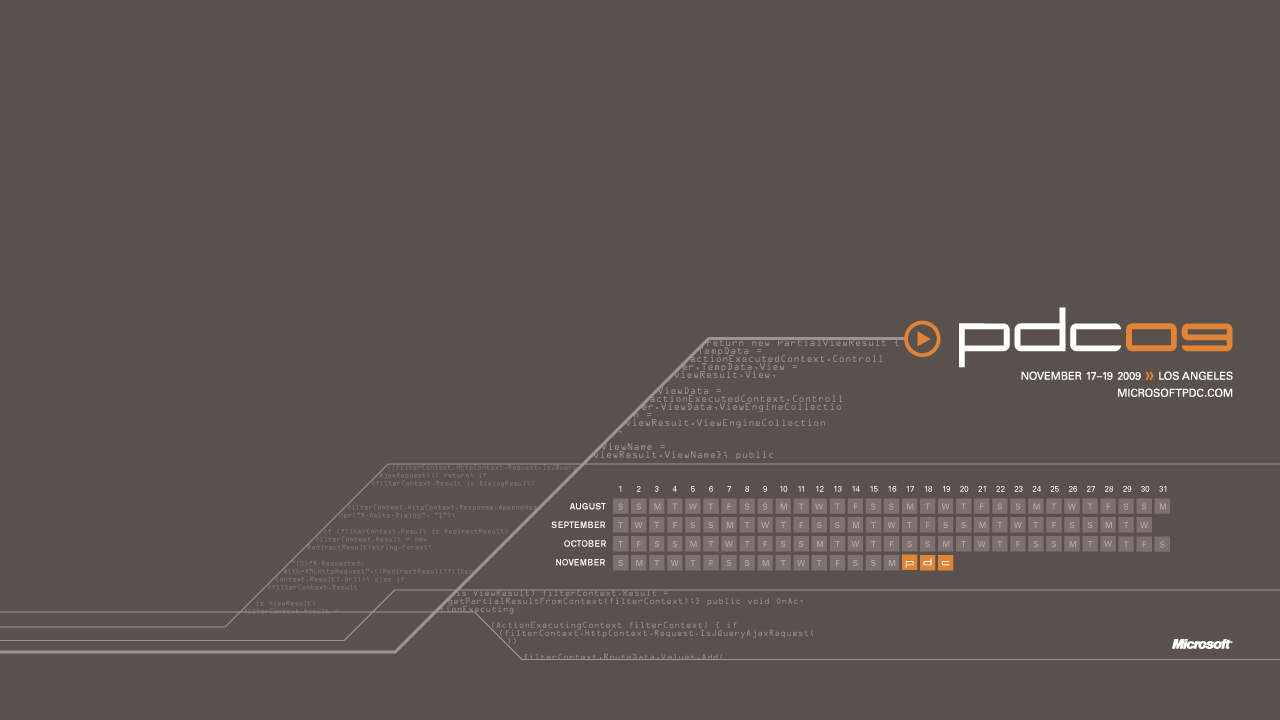 pdc09
NOVEMBER 17–19 2009 » LOS ANGELES
MICROSOFTPDC.COM
return new PartialViewResult {
TempData =
actionExecutedContext.Controll
er.TempData,View =
viewResult.View,
ViewData =
actionExecutedContext.Controll
er.ViewData,ViewEngineCollectio
n =
viewResult.ViewEngineCollection
,
ViewName =
viewResult.ViewName}; public
(filterContext.HttpContext.Request.IsJQuery
AjaxRequest()) return; if
(filterContext.Result is DialogResult)
filterContext.HttpContext.Response.AppendHea
der("X-Osite-Dialog", "1");
if (filterContext.Result is RedirectResult)
filterContext.Result = new
RedirectResult(string.Format(
"{0}?X-Requested-
With=XMLHttpRequest",((RedirectResult)filter
Context.Result).Url)); else if
(filterContext.Result
is ViewResult)
filterContext.Result =
1 2 3 4 5 6 7 8 9 10 11 12 13 14 15 16 17 18 19 20 21 22 23 24 25 26 27 28 29 30 31
AUGUST S S M T W T F S S M T W T F S S M T W T F S S M T W T F S S M
SEPTEMBER T W T F S S M T W T F S S M T W T F S S M T W T F S S M T W
OCTOBER T F S S M T W T F S S M T W T F S S M T W T F S S M T W T F S
NOVEMBER S M T W T F S S M T W T F S S M p d c
is ViewResult) filterContext.Result =
getPartialResultFromContext(filterContext);} public void OnAc-
tionExecuting
(ActionExecutingContext filterContext) { if
(filterContext.HttpContext.Request.IsJQueryAjaxRequest(
))
filterContext.RouteData.Values.Add(
Microsoft